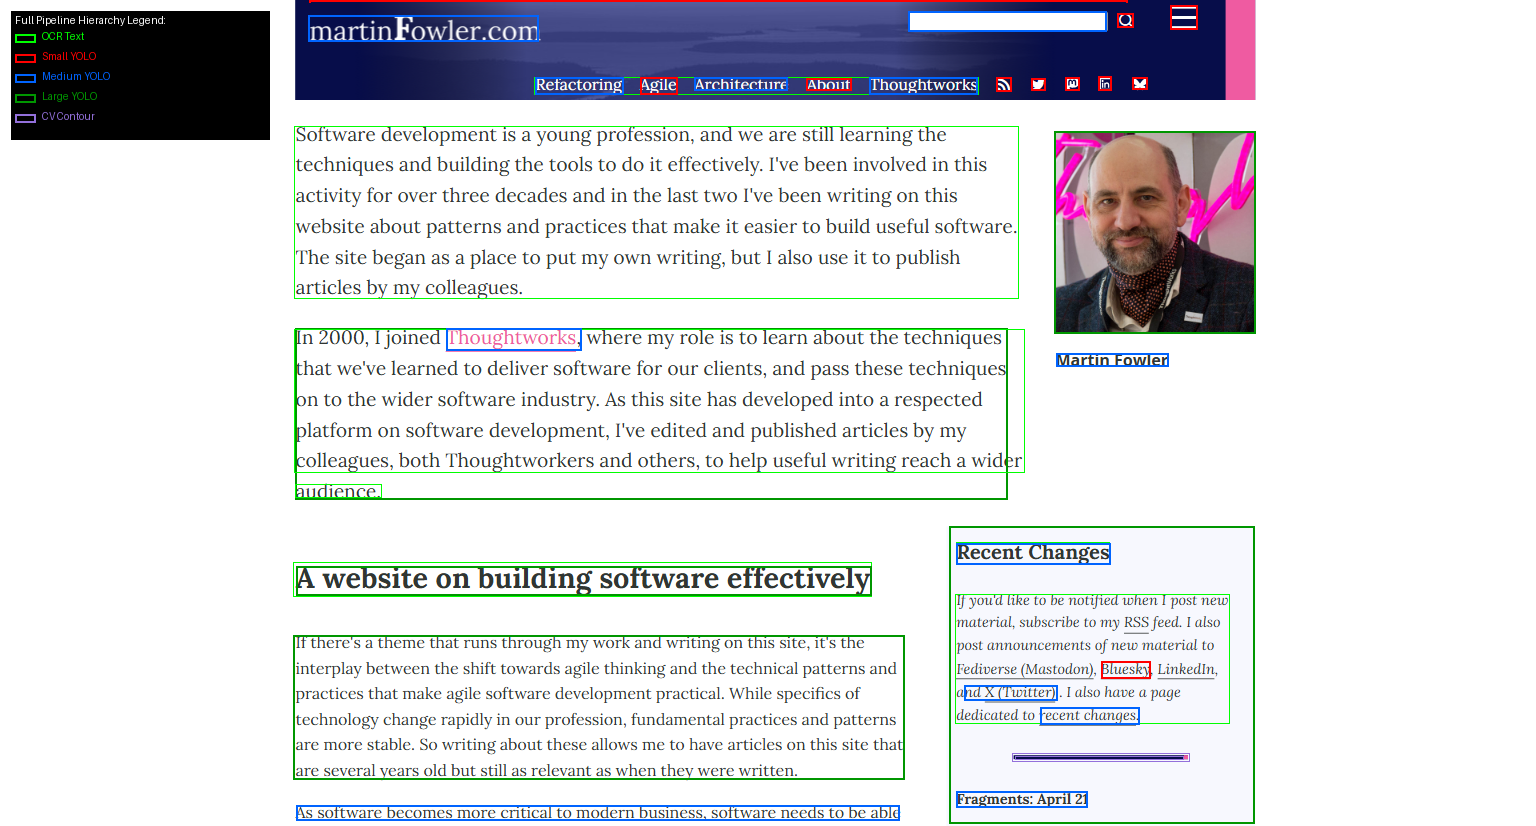 Full Pipeline Hierarchy Legend:
OCR Text
Small YOLO
Medium YOLO
Large YOLO
CV Contour
martinFowler.com
Refactoring Agile Architecture About Thoughtworks
Software development is a young profession, and we are still learning the
techniques and building the tools to do it effectively. I've been involved in this
activity for over three decades and in the last two I've been writing on this
website about patterns and practices that make it easier to build useful software.
The site began as a place to put my own writing, but I also use it to publish
articles by my colleagues.
In 2000, I joined Thoughtworks, where my role is to learn about the techniques
that we've learned to deliver software for our clients, and pass these techniques
on to the wider software industry. As this site has developed into a respected
platform on software development, I've edited and published articles by my
colleagues, both Thoughtworkers and others, to help useful writing reach a wider
audience.
Martin Fowler
A website on building software effectively
If there's a theme that runs through my work and writing on this site, it's the
interplay between the shift towards agile thinking and the technical patterns and
practices that make agile software development practical. While specifics of
technology change rapidly in our profession, fundamental practices and patterns
are more stable. So writing about these allows me to have articles on this site that
are several years old but still as relevant as when they were written.
As software becomes more critical to modern business, software needs to be able
Recent Changes
If you'd like to be notified when I post new
material, subscribe to my RSS feed. I also
post announcements of new material to
Fediverse (Mastodon), Bluesky, LinkedIn,
and X (Twitter) . I also have a page
dedicated to recent changes.
Fragments: April 21